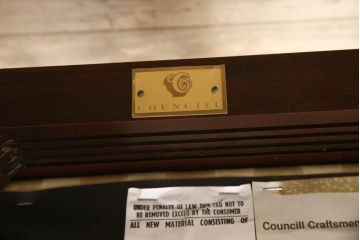 COUNCILL
UNDER PENALTY OF LAW THIS TAG NOT TO
BE REMOVED EXCEPT BY THE CONSUMER
ALL NEW MATERIAL CONSISTING OF
Councill Craftsmen